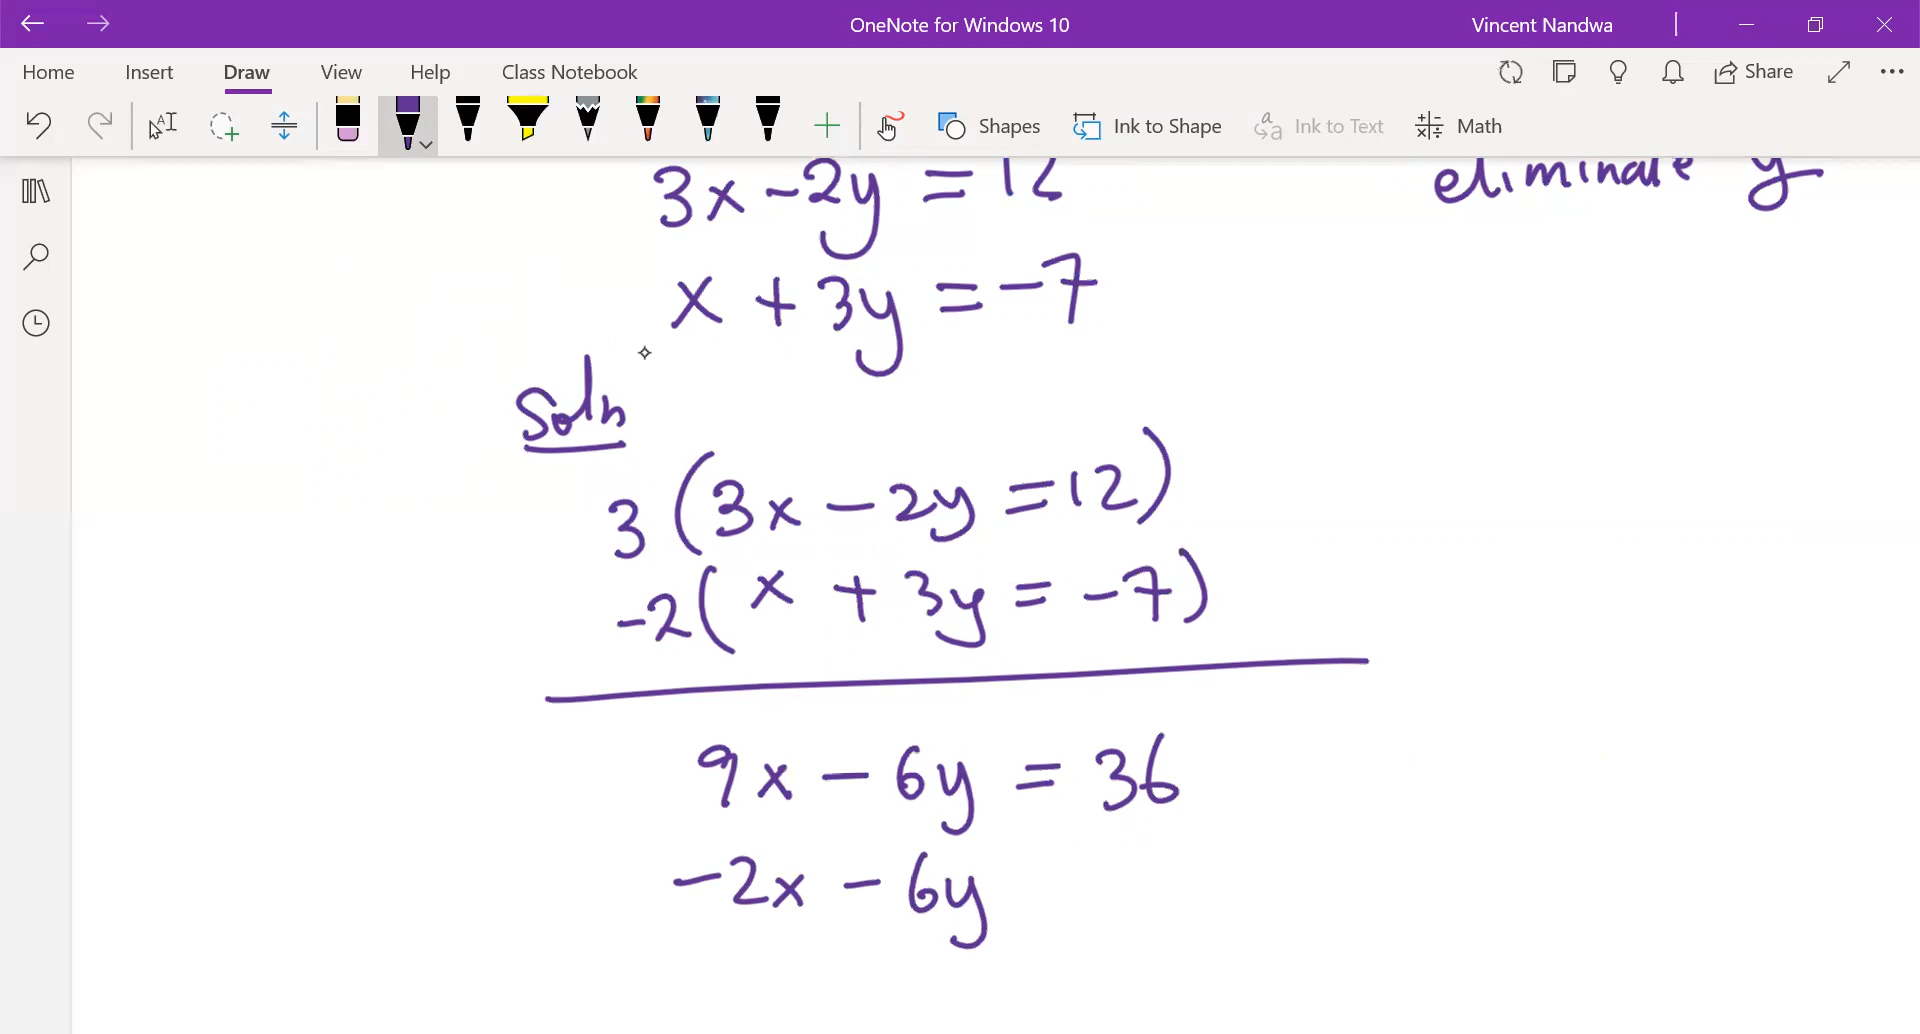 OneNote for Windows 10
Vincent Nandwa
Home Insert Draw View Help Class Notebook
Share
Shapes Ink to Shape Ink to Text Math
3x - 2y = 12
eliminate y
x + 3y = -7
Soln
3 (3x - 2y = 12)
-2( x + 3y = -7)
9x - 6y = 36
-2x - 6y